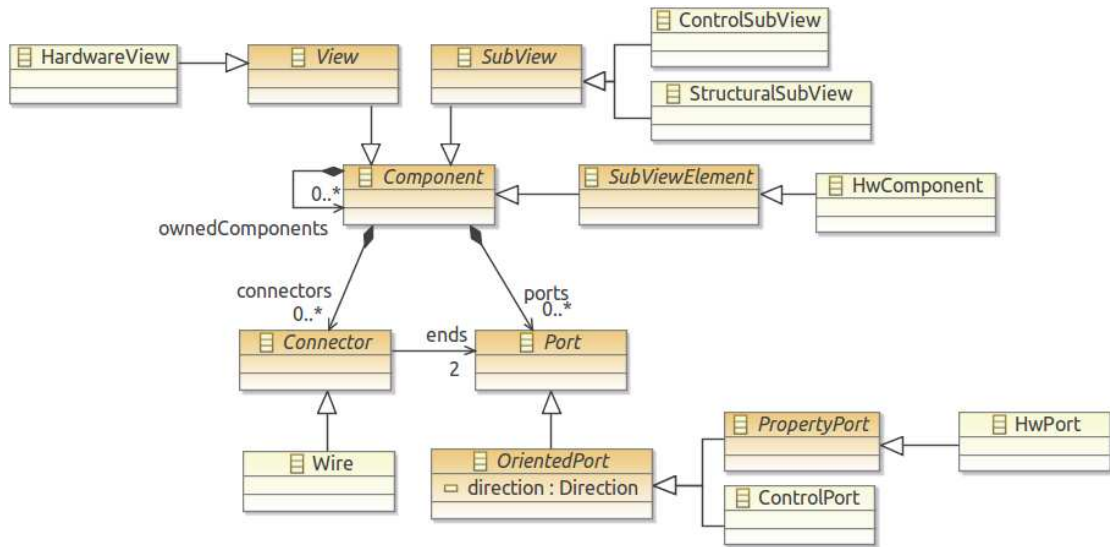 ControlSubView
HardwareView
View
SubView
StructuralSubView
Component
SubViewElement
HwComponent
0..*
ownedComponents
connectors
0..*
ports
0..*
Connector
ends
2
Port
PropertyPort
HwPort
Wire
OrientedPort
direction : Direction
ControlPort